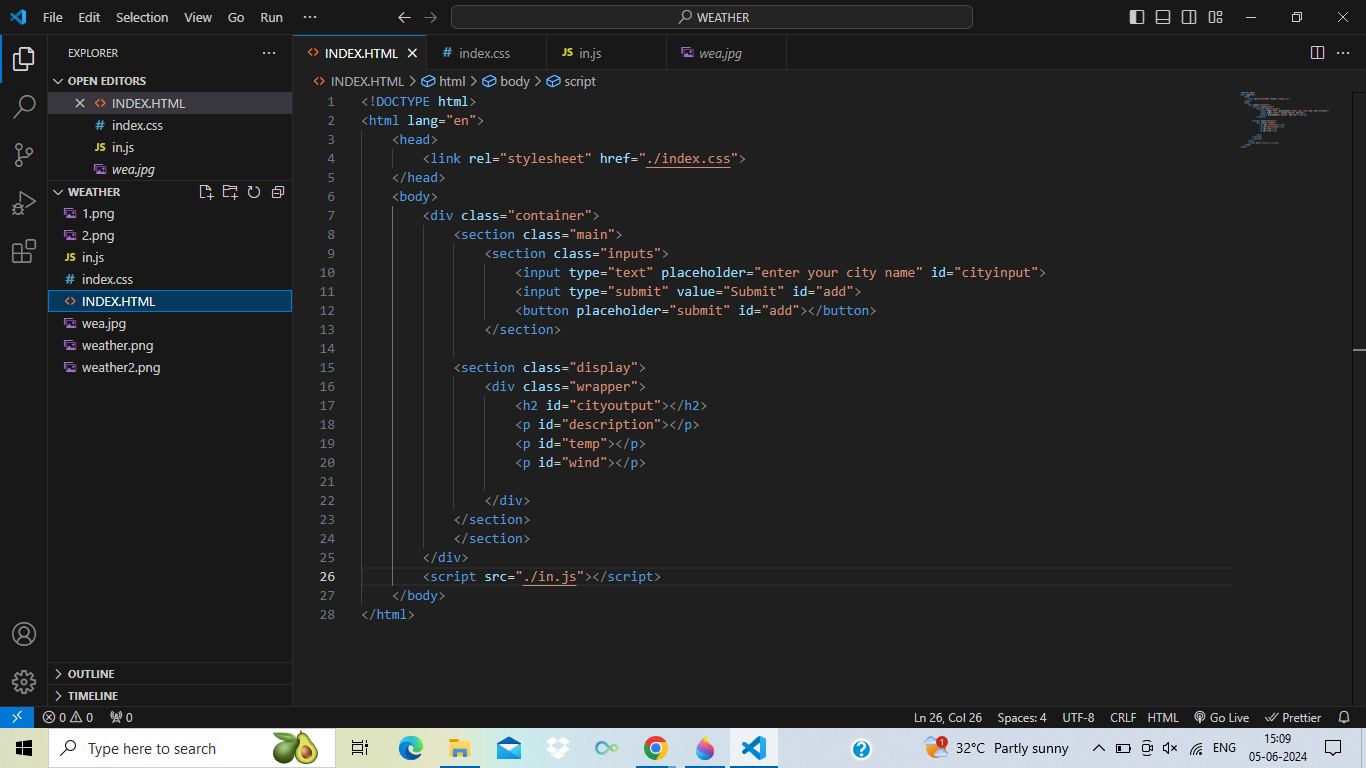 File Edit Selection View Go Run ··· WEATHER
EXPLORER ···
OPEN EDITORS
INDEX.HTML
# index.css
JS in.js
wea.jpg
WEATHER
1.png
2.png
JS in.js
# index.css
INDEX.HTML
wea.jpg
weather.png
weather2.png
OUTLINE
TIMELINE
INDEX.HTML # index.css JS in.js wea.jpg ···
INDEX.HTML > html > body > script
1 <!DOCTYPE html>
2 <html lang="en">
3 <head>
4 <link rel="stylesheet" href="./index.css">
5 </head>
6 <body>
7 <div class="container">
8 <section class="main">
9 <section class="inputs">
10 <input type="text" placeholder="enter your city name" id="cityinput">
11 <input type="submit" value="Submit" id="add">
12 <button placeholder="submit" id="add"></button>
13 </section>
14
15 <section class="display">
16 <div class="wrapper">
17 <h2 id="cityoutput"></h2>
18 <p id="description"></p>
19 <p id="temp"></p>
20 <p id="wind"></p>
21
22 </div>
23 </section>
24 </section>
25 </div>
26 <script src="./in.js"></script>
27 </body>
28 </html>
0 0 0 Ln 26, Col 26 Spaces: 4 UTF-8 CRLF HTML Go Live Prettier
Type here to search 1 32°C Partly sunny ENG 15:09
05-06-2024